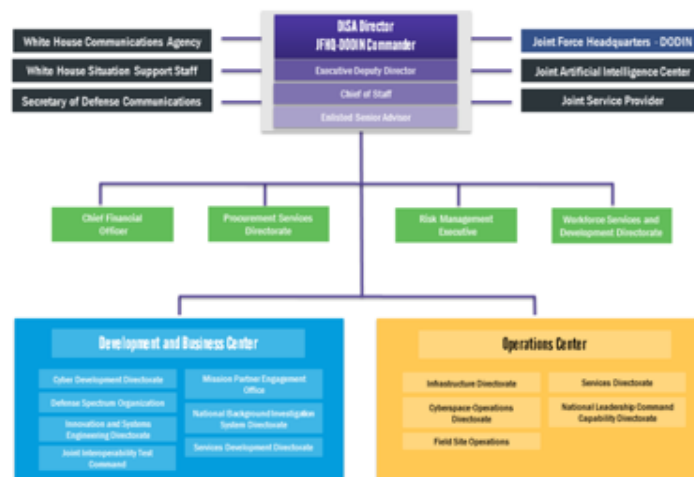 DISA Director
JFHQ-DODIN Commander
Executive Deputy Director
Chief of Staff
Enlisted Senior Advisor
White House Communications Agency
White House Situation Support Staff
Secretary of Defense Communications
Joint Force Headquarters - DODIN
Joint Artificial Intelligence Center
Joint Service Provider
Chief Financial
Officer
Procurement Services
Directorate
Risk Management
Executive
Workforce Services and
Development Directorate
Development and Business Center
Cyber Development Directorate
Defense Spectrum Organization
Innovation and Systems
Engineering Directorate
Joint Interoperability Test
Command
Mission Partner Engagement
Office
National Background Investigation
System Directorate
Services Development Directorate
Operations Center
Infrastructure Directorate
Cyberspace Operations
Directorate
Field Site Operations
Services Directorate
National Leadership Command
Capability Directorate